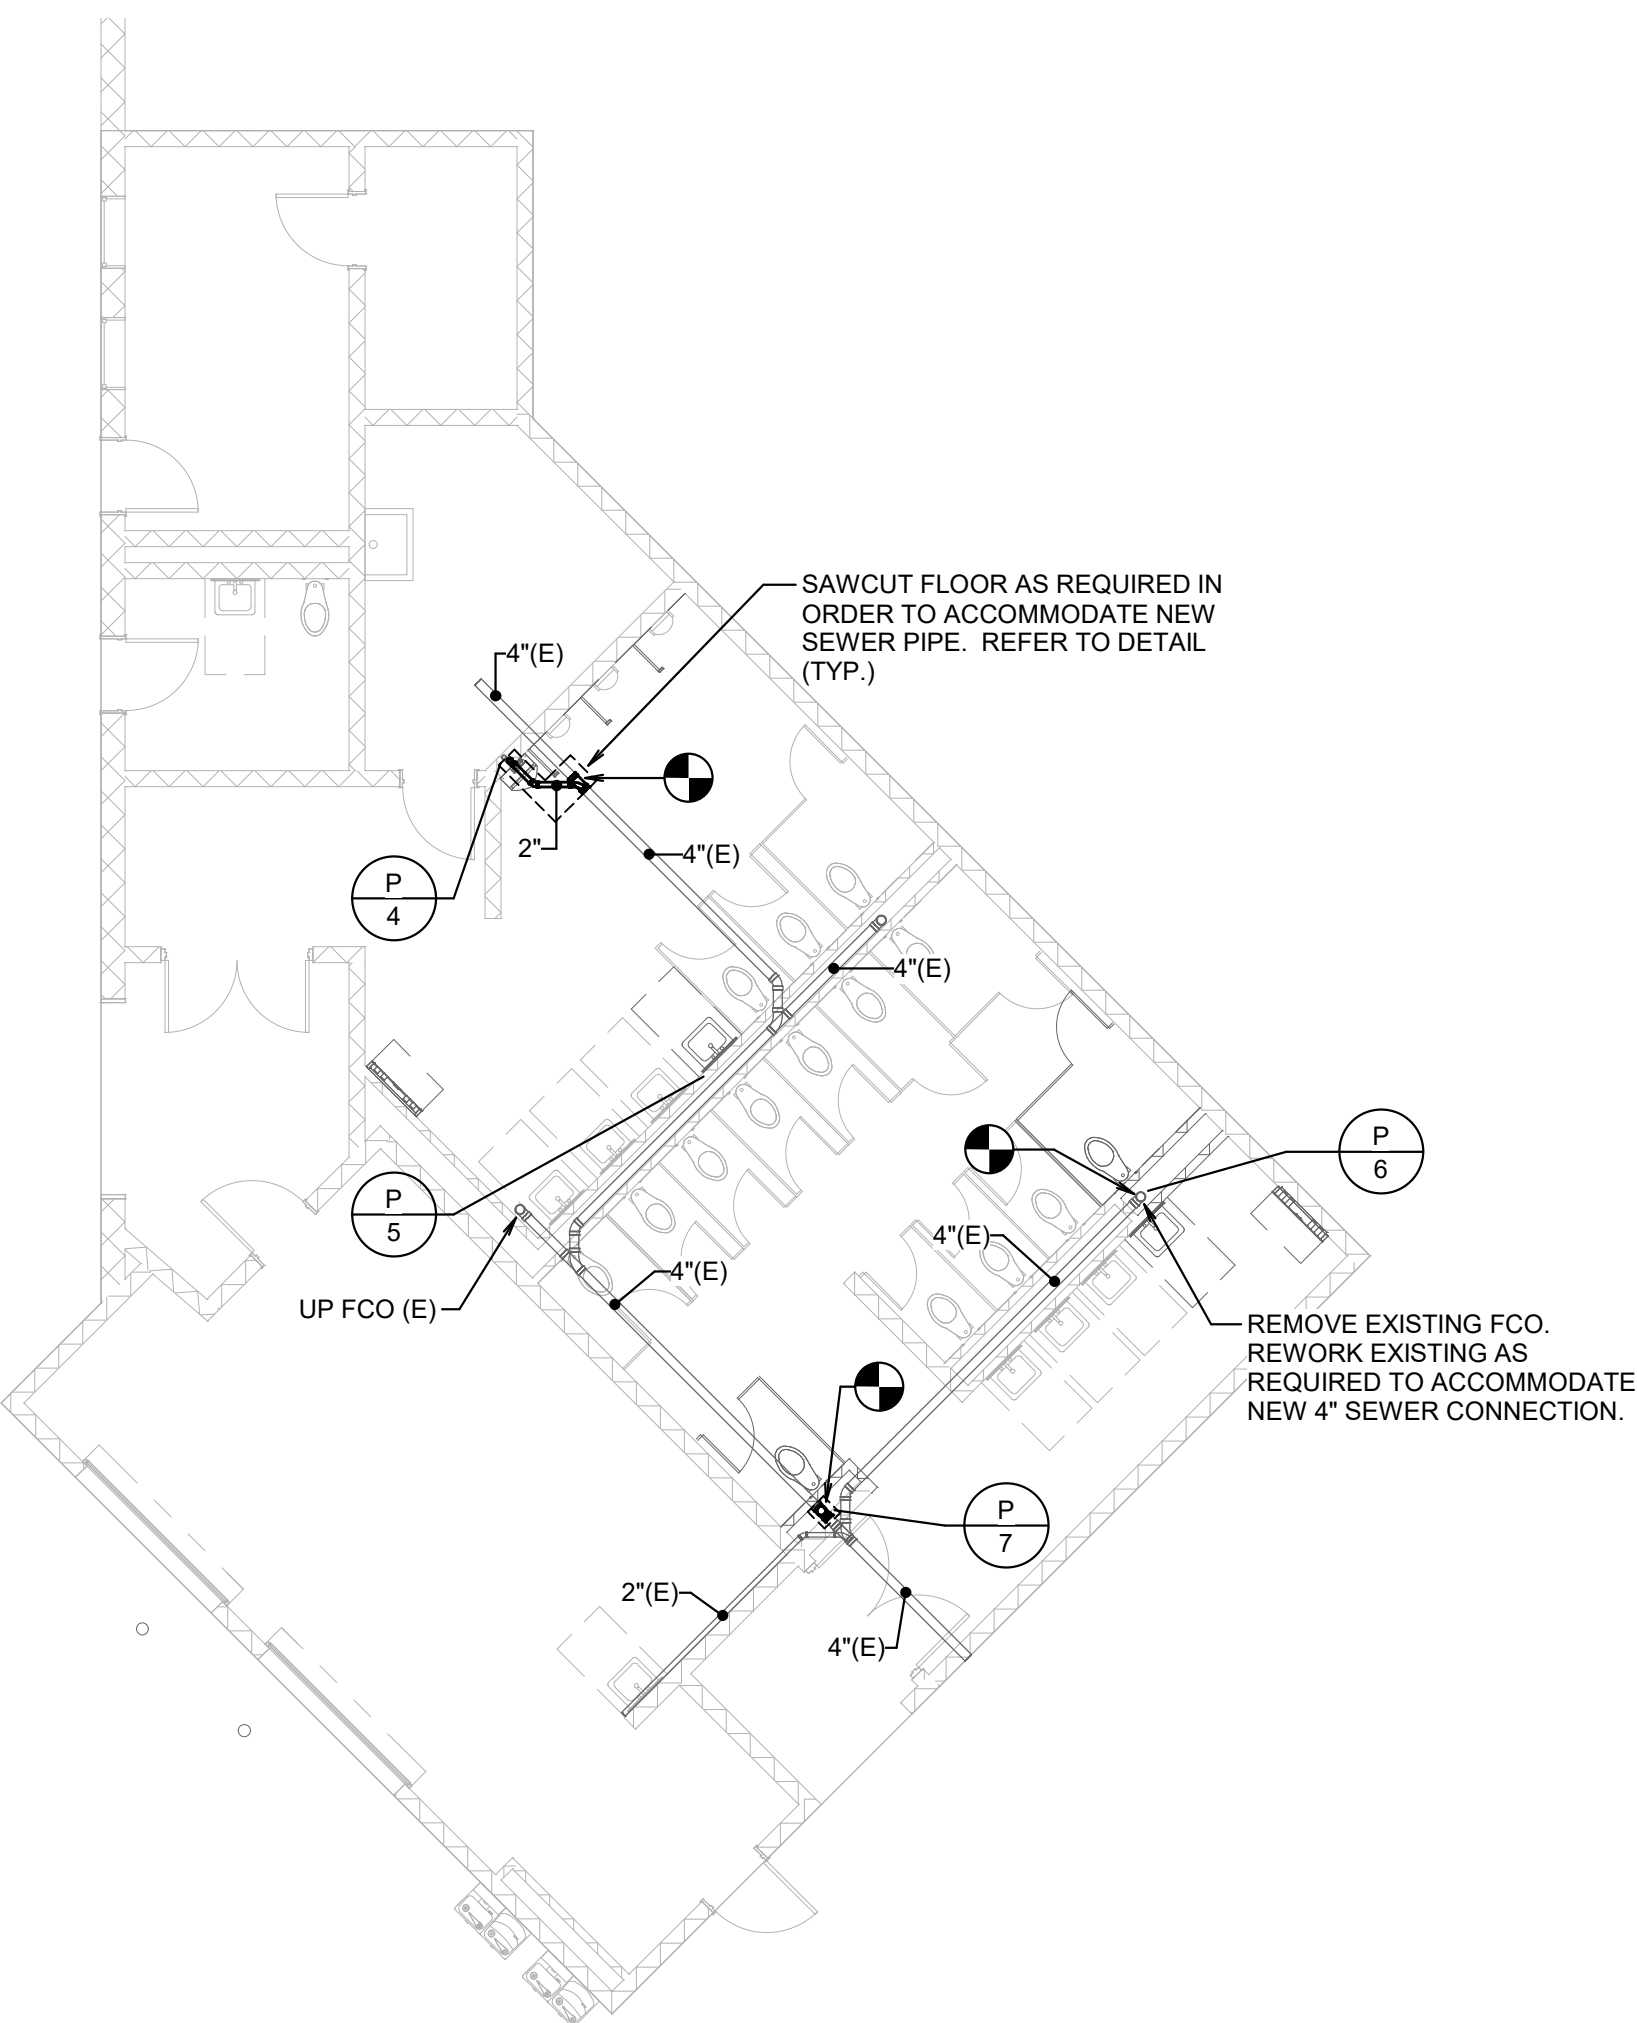 SAWCUT FLOOR AS REQUIRED IN
ORDER TO ACCOMMODATE NEW
SEWER PIPE.  REFER TO DETAIL
(TYP.)
4"(E)
2"
4"(E)
P
4
4"(E)
P
6
P
5
4"(E)
4"(E)
UP FCO (E)
REMOVE EXISTING FCO.
REWORK EXISTING AS
REQUIRED TO ACCOMMODATE
NEW 4" SEWER CONNECTION.
P
7
2"(E)
4"(E)